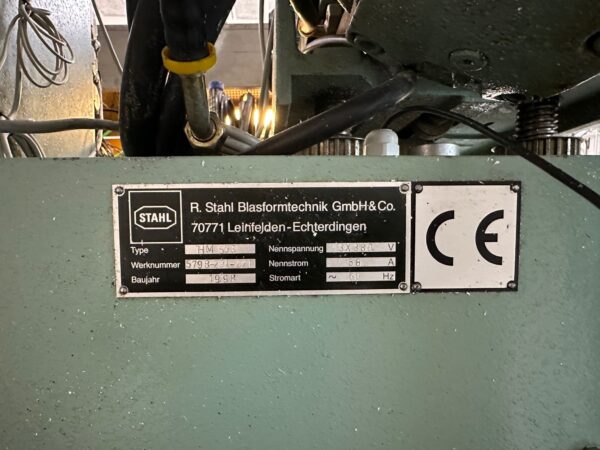 STAHL
R. Stahl Blasformtechnik GmbH & Co.
70771 Leinfelden-Echterdingen
Type Nennspannung V
Werknummer Nennstrom A
Baujahr Stromart ~ Hz
CE